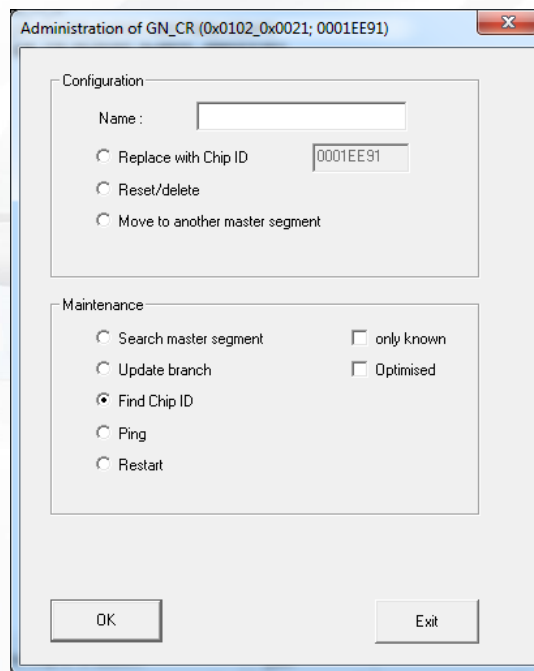 Administration of GN_CR (0x0102_0x0021; 0001EE91)
Configuration
Name :
Replace with Chip ID 0001EE91
Reset/delete
Move to another master segment
Maintenance
Search master segment only known
Update branch Optimised
Find Chip ID
Ping
Restart
OK Exit